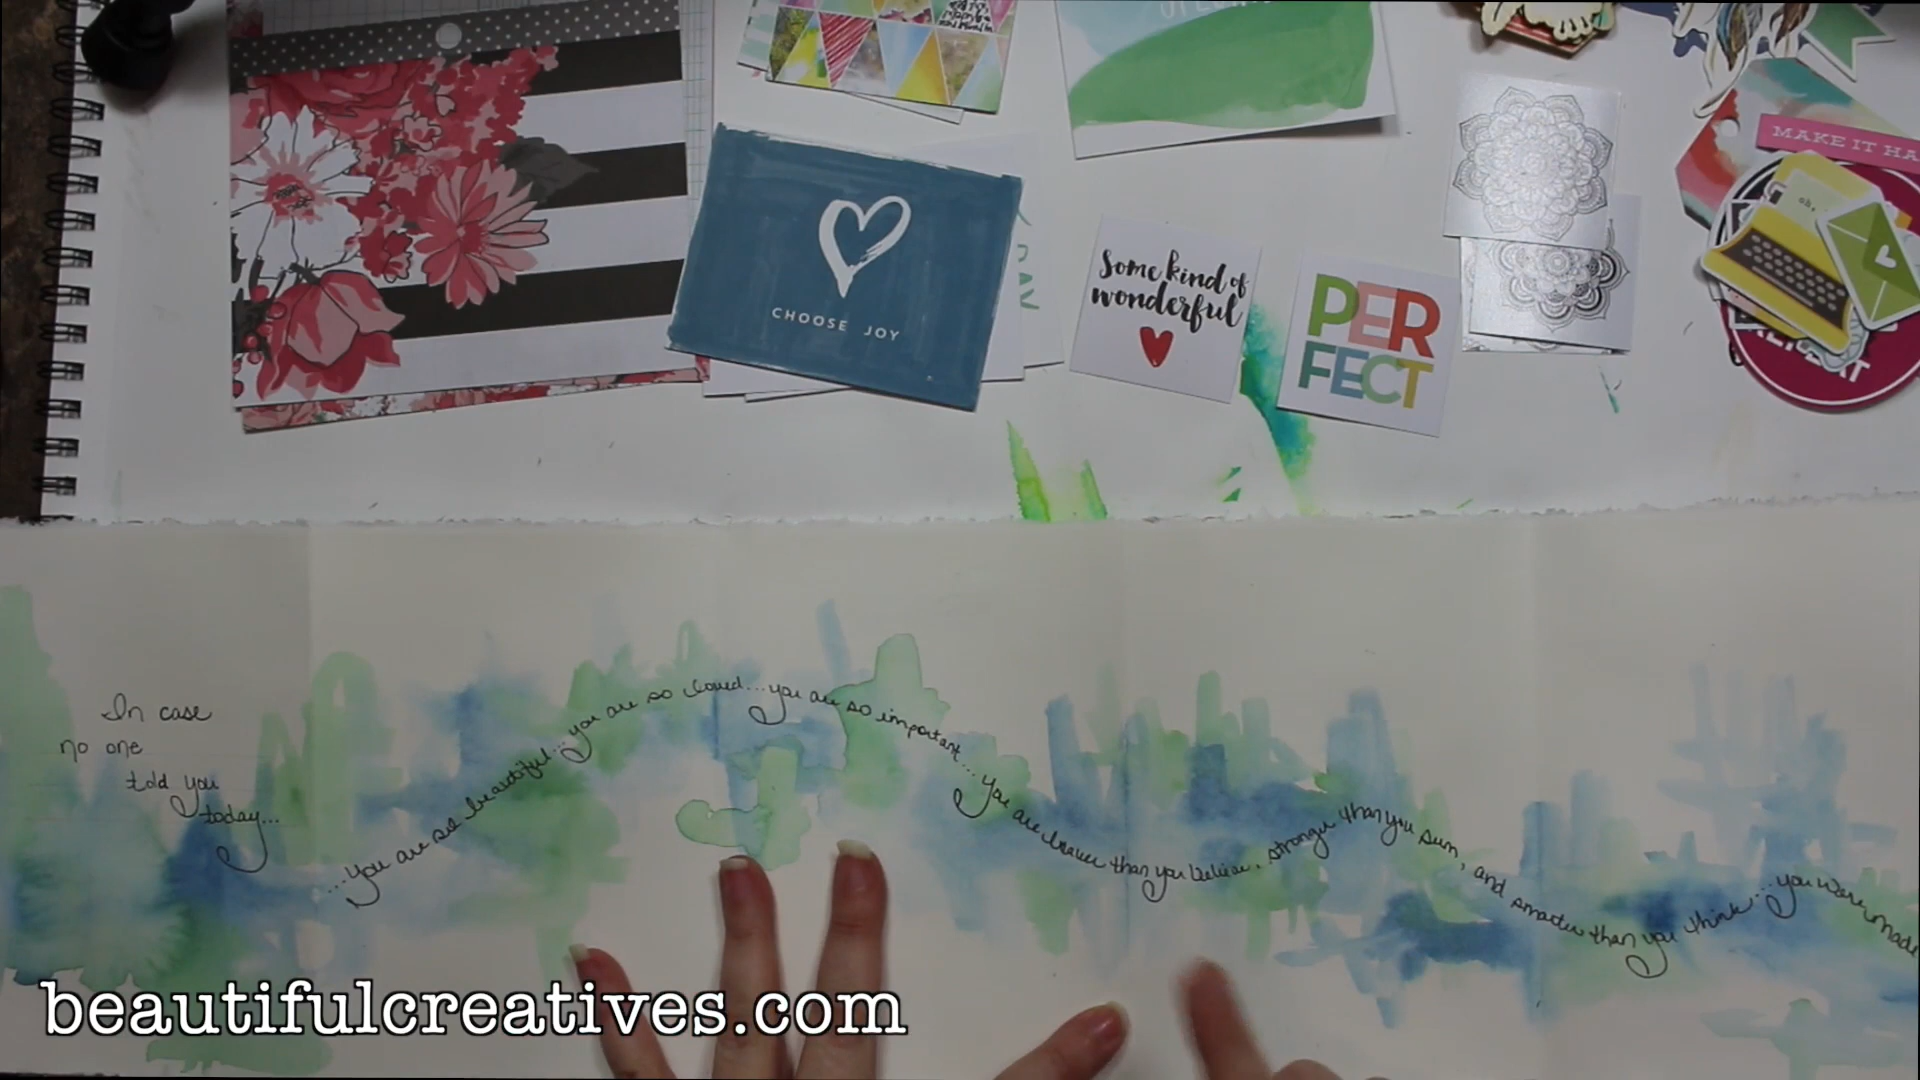 MAKE IT HA
ab,
CHOOSE JOY
Some kind of
wonderful
PER
FECT
In case
no one
told you
today...
...you are so beautiful...you are so loved...you are so important...you are braver than you believe, stronger than you seem, and smarter than you think...you were made
beautifulcreatives.com